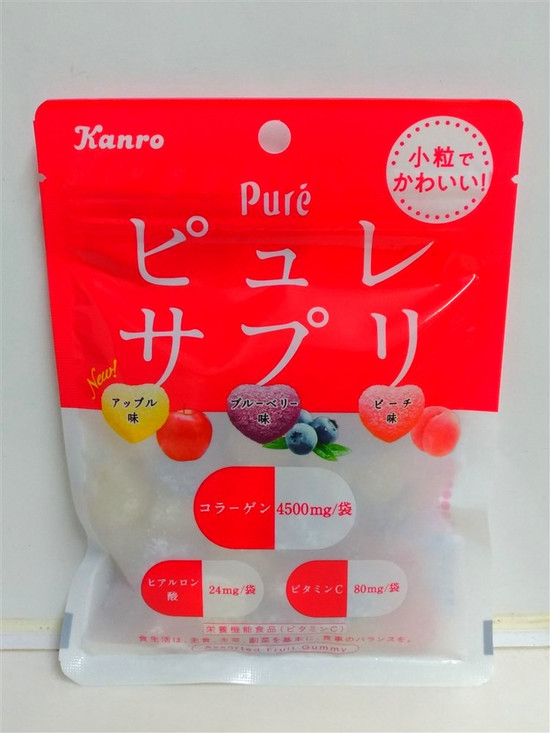 Kanro
小粒で
かわいい!
Puré
ピュレ
サプリ
New!
アップル
味
ブルーベリー
味
ピーチ
味
コラーゲン 4500mg/袋
ヒアルロン
酸
24mg/袋
ビタミンC 80mg/袋
栄養機能食品(ビタミンC)
食生活は、主食、主菜、副菜を基本に、食事のバランスを。
Assorted Fruit Gummy